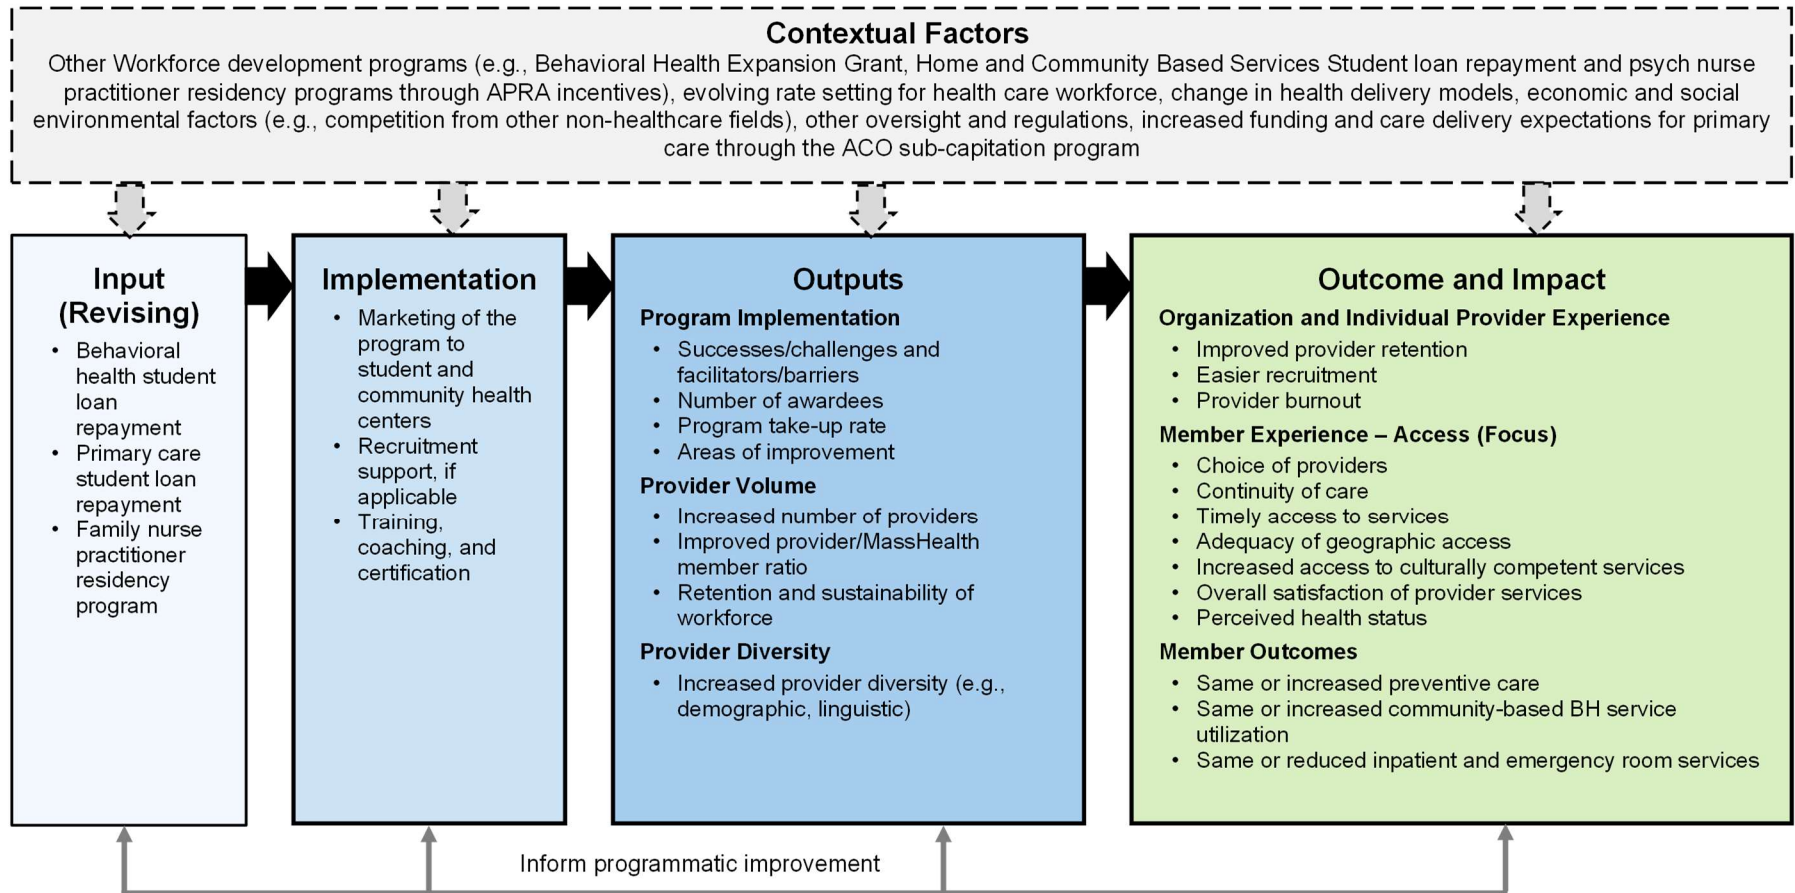 Contextual Factors
Other Workforce development programs (e.g., Behavioral Health Expansion Grant, Home and Community Based Services Student loan repayment and psych nurse
practitioner residency programs through APRA incentives), evolving rate setting for health care workforce, change in health delivery models, economic and social
environmental factors (e.g., competition from other non-healthcare fields), other oversight and regulations, increased funding and care delivery expectations for primary
care through the ACO sub-capitation program
Input
(Revising)
• Behavioral
health student
loan
repayment
• Primary care
student loan
repayment
• Family nurse
practitioner
residency
program
Implementation
• Marketing of the
program to
student and
community health
centers
• Recruitment
support, if
applicable
• Training,
coaching, and
certification
Outputs
Program Implementation
• Successes/challenges and
facilitators/barriers
• Number of awardees
• Program take-up rate
• Areas of improvement
Provider Volume
• Increased number of providers
• Improved provider/MassHealth
member ratio
• Retention and sustainability of
workforce
Provider Diversity
• Increased provider diversity (e.g.,
demographic, linguistic)
Outcome and Impact
Organization and Individual Provider Experience
• Improved provider retention
• Easier recruitment
• Provider burnout
Member Experience – Access (Focus)
• Choice of providers
• Continuity of care
• Timely access to services
• Adequacy of geographic access
• Increased access to culturally competent services
• Overall satisfaction of provider services
• Perceived health status
Member Outcomes
• Same or increased preventive care
• Same or increased community-based BH service
utilization
• Same or reduced inpatient and emergency room services
Inform programmatic improvement